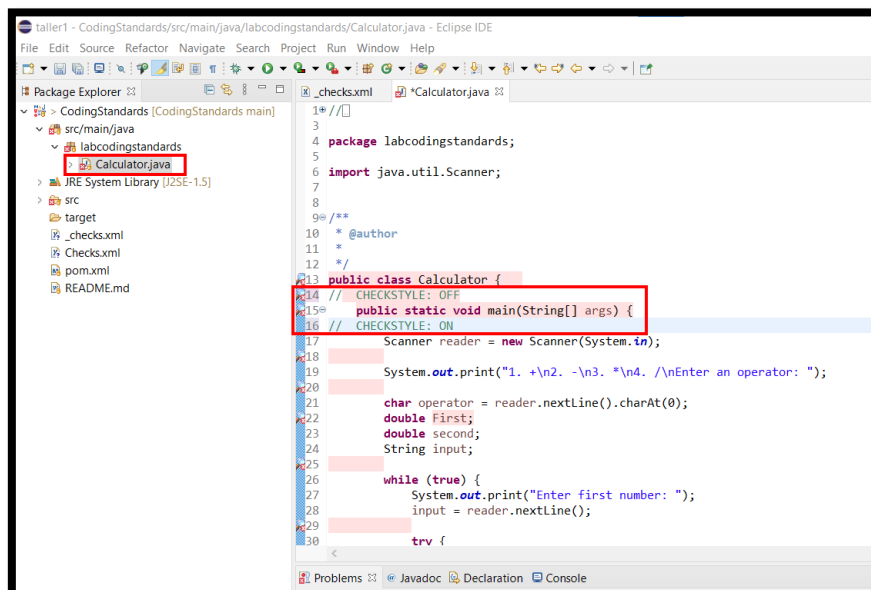 taller1 - CodingStandards/src/main/java/labcodingstandards/Calculator.java - Eclipse IDE
File Edit Source Refactor Navigate Search Project Run Window Help
Package Explorer
CodingStandards [CodingStandards main]
src/main/java
labcodingstandards
Calculator.java
JRE System Library [J2SE-1.5]
src
target
_checks.xml
Checks.xml
pom.xml
README.md
_checks.xml *Calculator.java
1 //
3
4 package labcodingstandards;
5
6 import java.util.Scanner;
7
8
9 /**
10 * @author
11 *
12 */
13 public class Calculator {
14 // CHECKSTYLE: OFF
15 public static void main(String[] args) {
16 // CHECKSTYLE: ON
17 Scanner reader = new Scanner(System.in);
18
19 System.out.print("1. +\n2. -\n3. *\n4. /\nEnter an operator: ");
20
21 char operator = reader.nextLine().charAt(0);
22 double First;
23 double second;
24 String input;
25
26 while (true) {
27 System.out.print("Enter first number: ");
28 input = reader.nextLine();
29
30 try {
Problems Javadoc Declaration Console